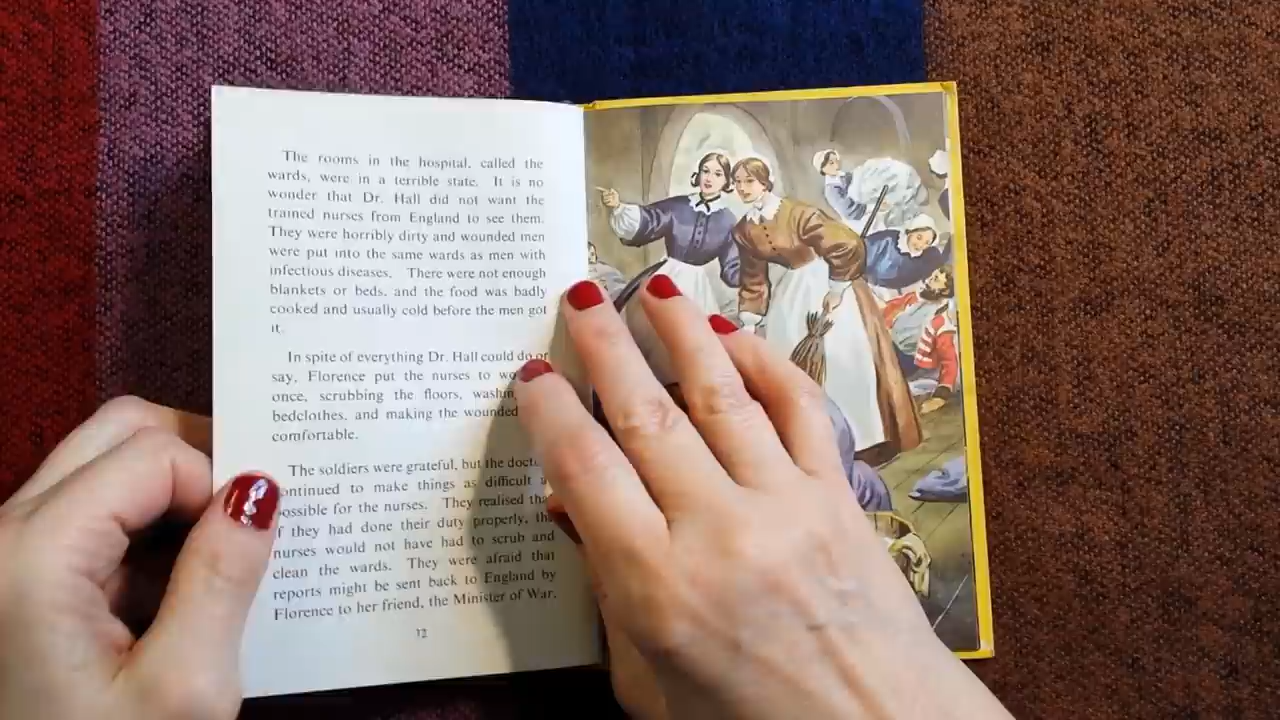 The rooms in the hospital, called the
wards, were in a terrible state. It is no
wonder that Dr. Hall did not want the
trained nurses from England to see them.
They were horribly dirty and wounded men
were put into the same wards as men with
infectious diseases. There were not enough
blankets or beds, and the food was badly
cooked and usually cold before the men got
it.
In spite of everything Dr. Hall could do or
say, Florence put the nurses to
once, scrubbing the floors,
bedclothes, and making the wounded
comfortable.
The soldiers were grateful, but the
to make things as difficult
for the nurses. They realised
they had done their duty properly,
nurses would not have had to scrub and
clean the wards. They were afraid that
reports might be sent back to England by
Florence to her friend, the Minister of War.
12